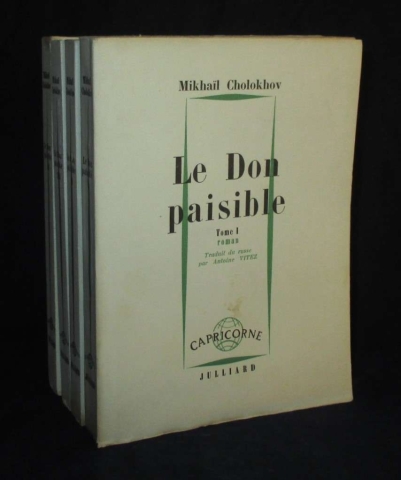 Mikhaïl Cholokhov
Le Don
paisible
Tome I
roman
Traduit du russe
par Antoine VITEZ
CAPRICORNE
JULLIARD